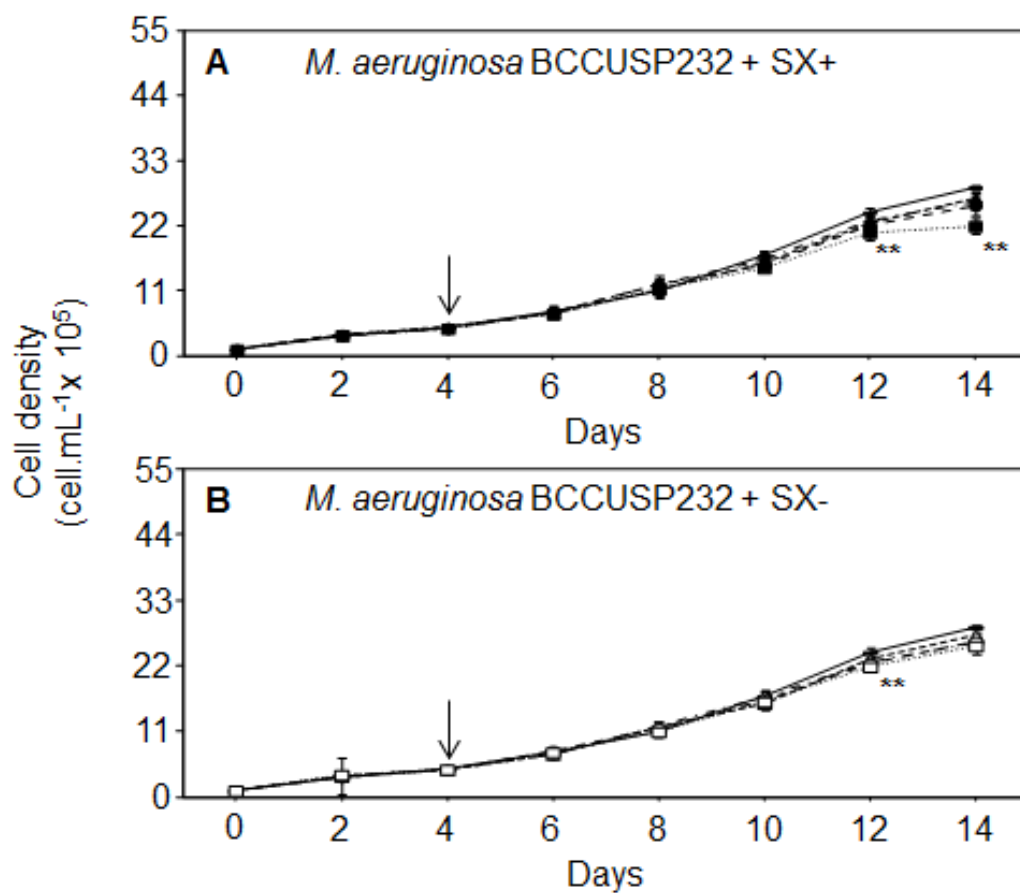 Cell density
(cell.mL⁻¹x 10⁵)
A M. aeruginosa BCCUSP232 + SX+
55
44
33
22
11
0
** **
0 2 4 6 8 10 12 14
Days
B M. aeruginosa BCCUSP232 + SX-
55
44
33
22
11
0
**
0 2 4 6 8 10 12 14
Days